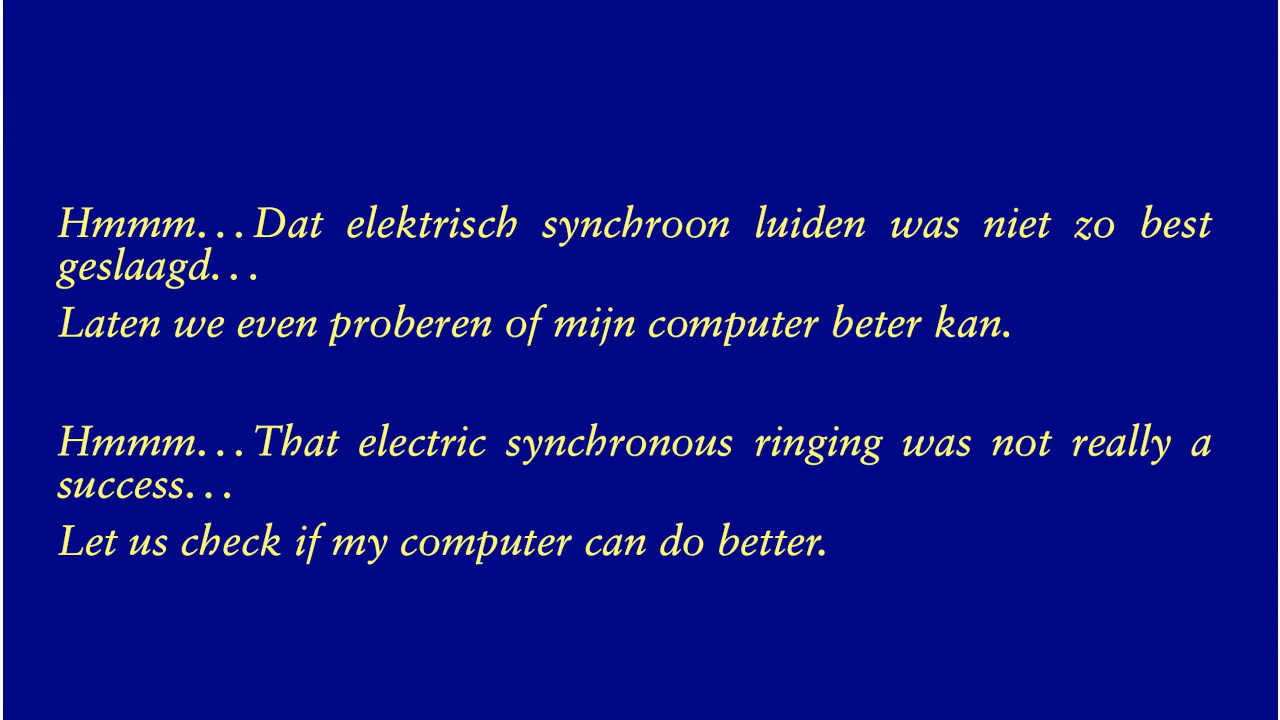 Hmmm…Dat elektrisch synchroon luiden was niet zo best
geslaagd…
Laten we even proberen of mijn computer beter kan.
Hmmm…That electric synchronous ringing was not really a
success…
Let us check if my computer can do better.